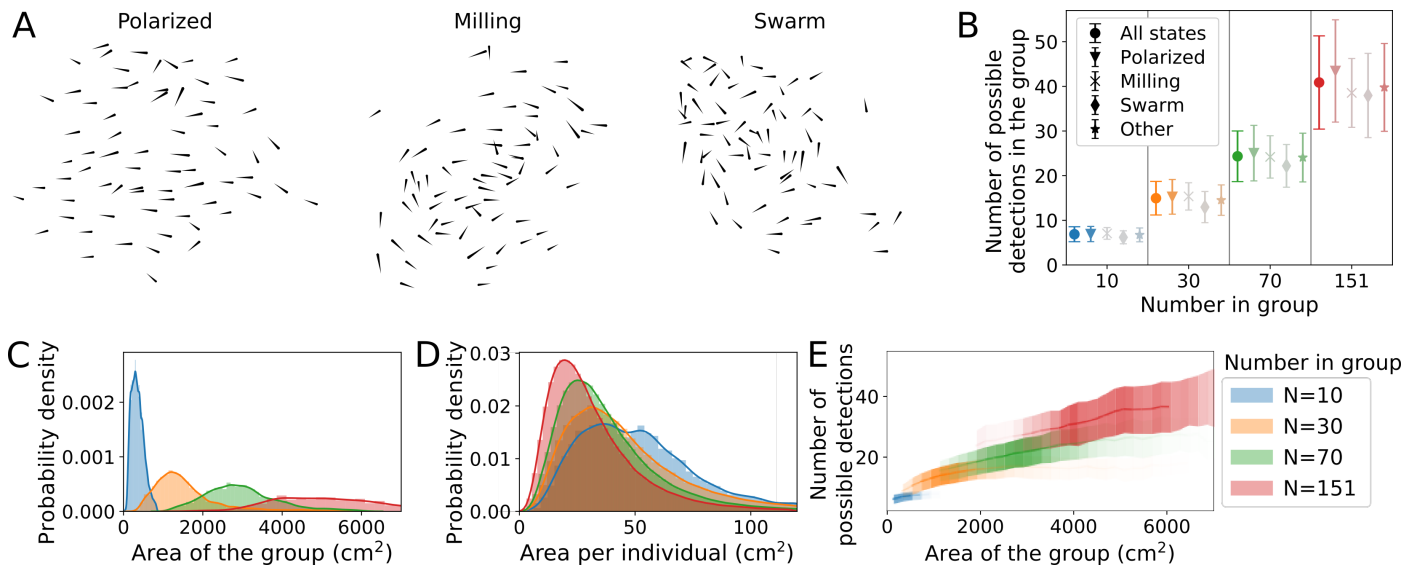 A
Polarized
Milling
Swarm
B
Number of possible
detections in the group
50
40
30
20
10
0
All states
Polarized
Milling
Swarm
Other
10
30
70
151
Number in group
C
Probability density
0.002
0.001
0.000
0
2000
4000
6000
Area of the group (cm²)
D
Probability density
0.03
0.02
0.01
0.00
0
50
100
Area per individual (cm²)
E
Number of
possible detections
40
20
0
2000
4000
6000
Area of the group (cm²)
Number in group
N=10
N=30
N=70
N=151